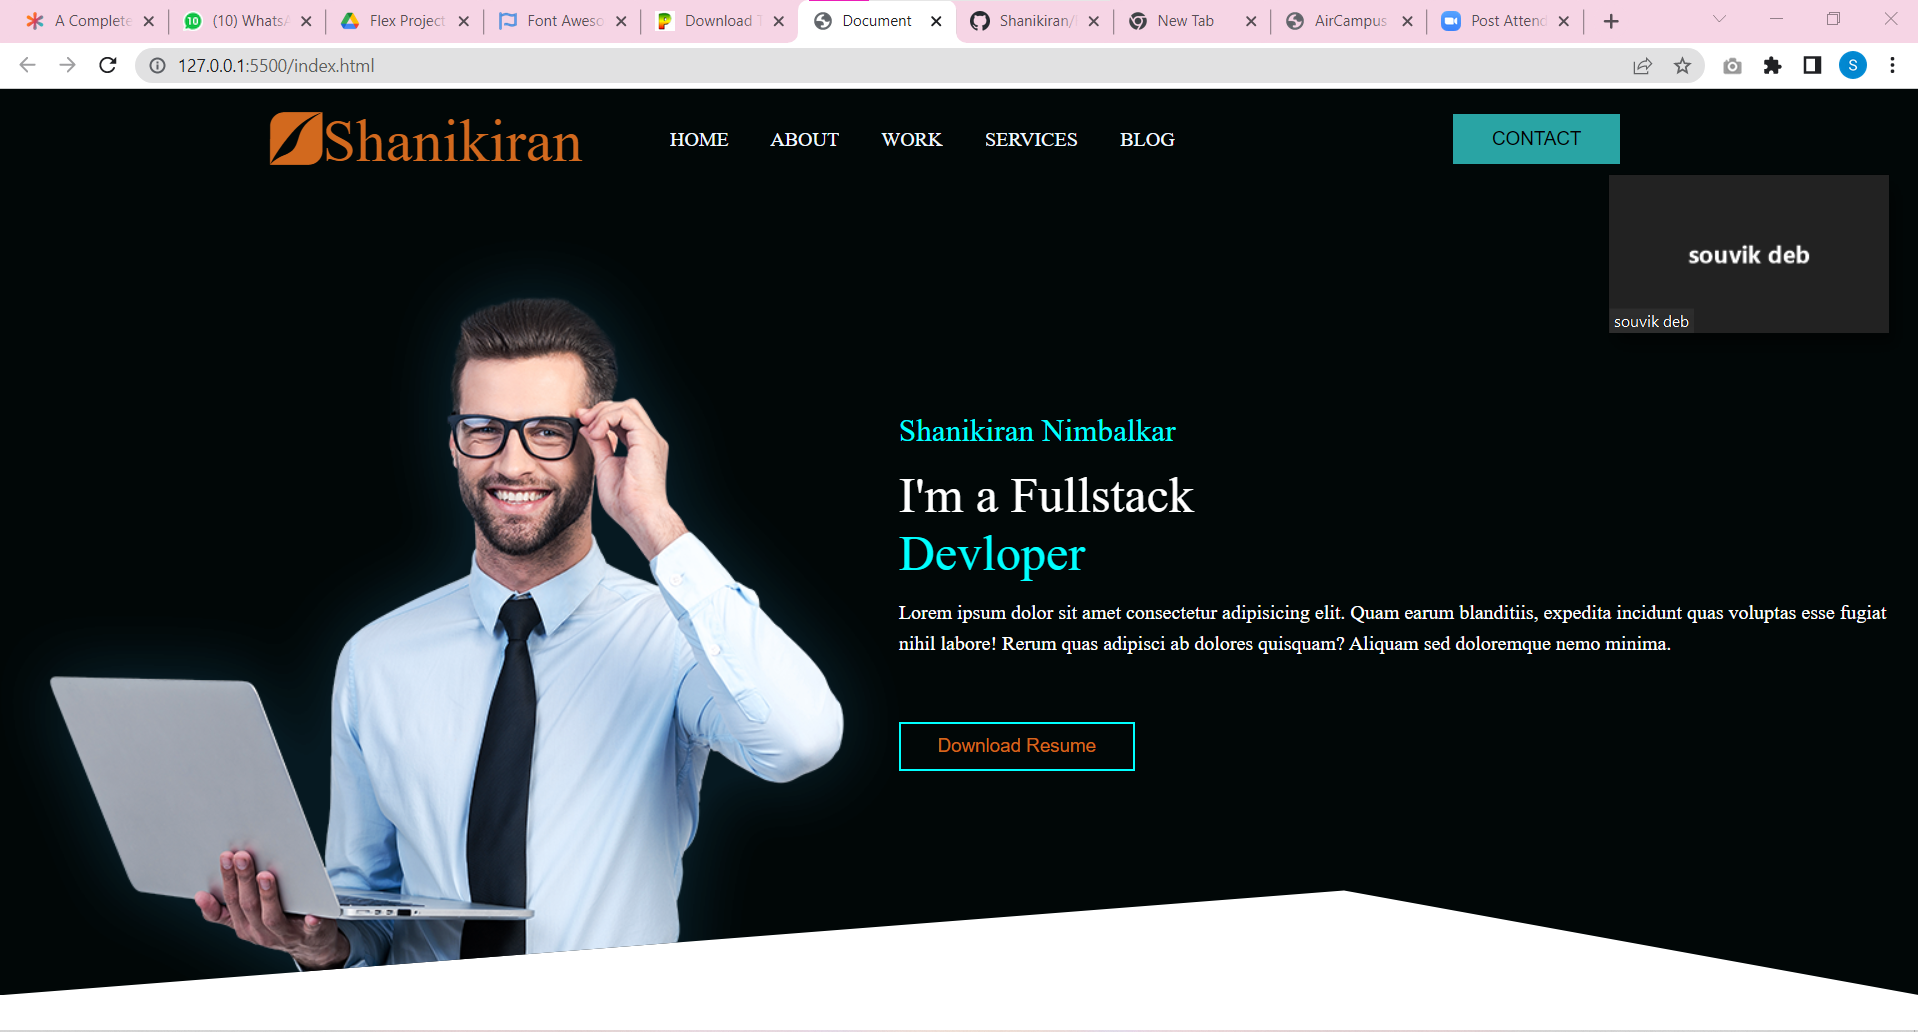 A Complete
(10) WhatsA
Flex Project
Font Aweso
Download T
Document
Shanikiran/
New Tab
AirCampus
Post Attend
127.0.0.1:5500/index.html
S
Shanikiran
HOME
ABOUT
WORK
SERVICES
BLOG
CONTACT
souvik deb
souvik deb
Shanikiran Nimbalkar
I'm a Fullstack
Devloper
Lorem ipsum dolor sit amet consectetur adipisicing elit. Quam earum blanditiis, expedita incidunt quas voluptas esse fugiat
nihil labore! Rerum quas adipisci ab dolores quisquam? Aliquam sed doloremque nemo minima.
Download Resume